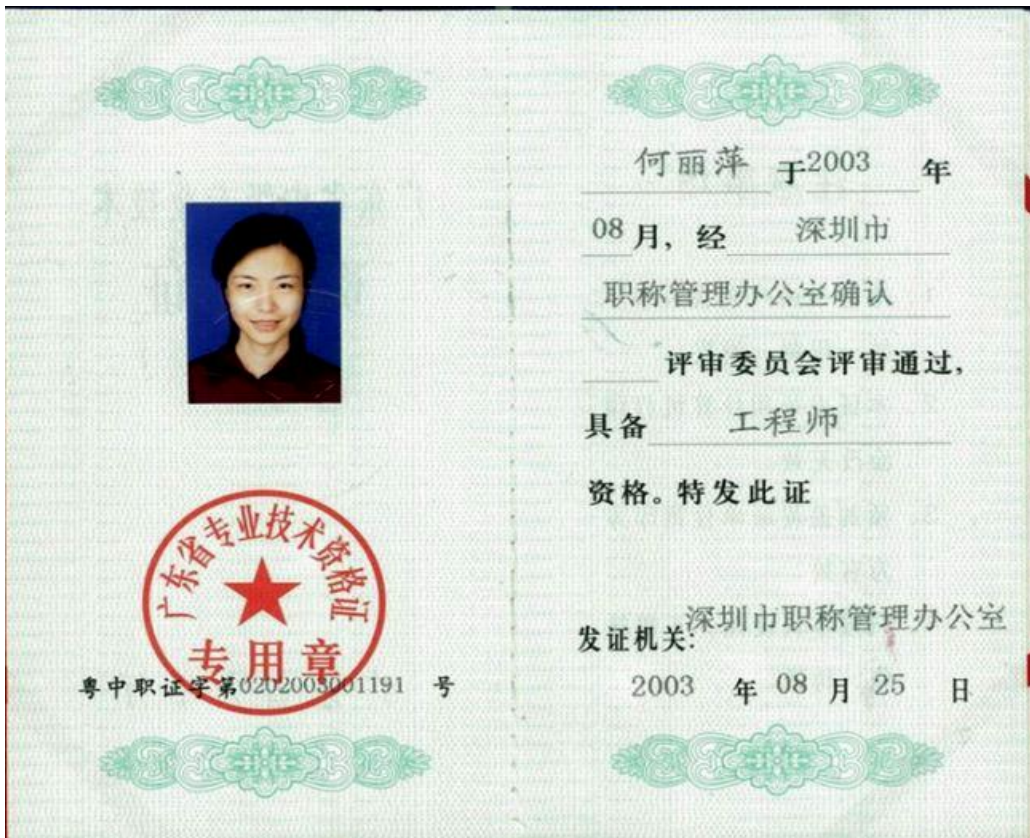 广东省专业技术资格证
专用章
粤中职证字第0202003001191 号
何丽萍 于2003 年
08月，经 深圳市
职称管理办公室确认
评审委员会评审通过，
具备 工程师
资格。特发此证
发证机关：深圳市职称管理办公室
2003 年 08 月 25 日